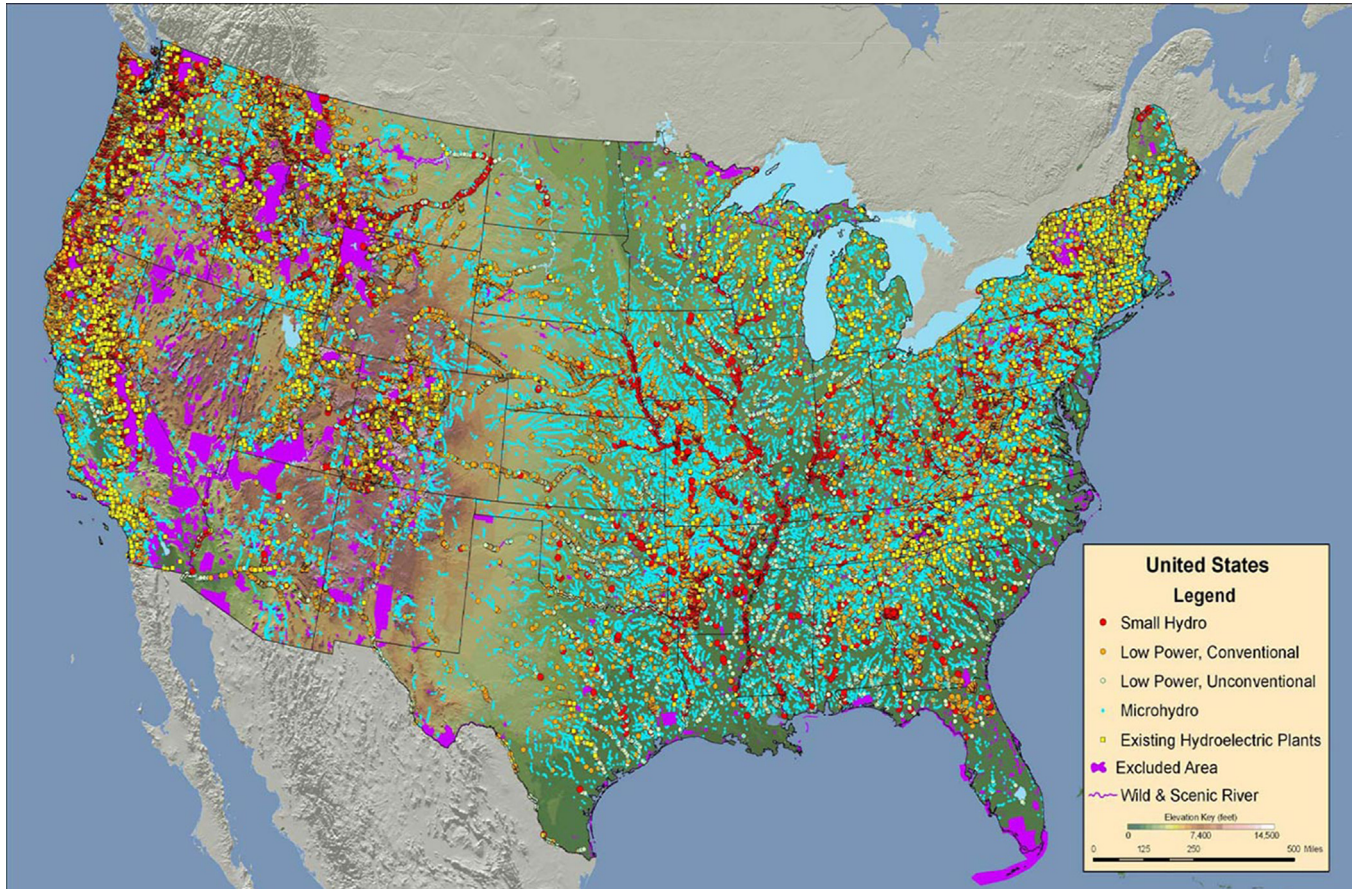 United States
Legend
Small Hydro
Low Power, Conventional
Low Power, Unconventional
Microhydro
Existing Hydroelectric Plants
Excluded Area
Wild & Scenic River
Elevation Key (feet)
0 7,400 14,500
0 125 250 500 Miles